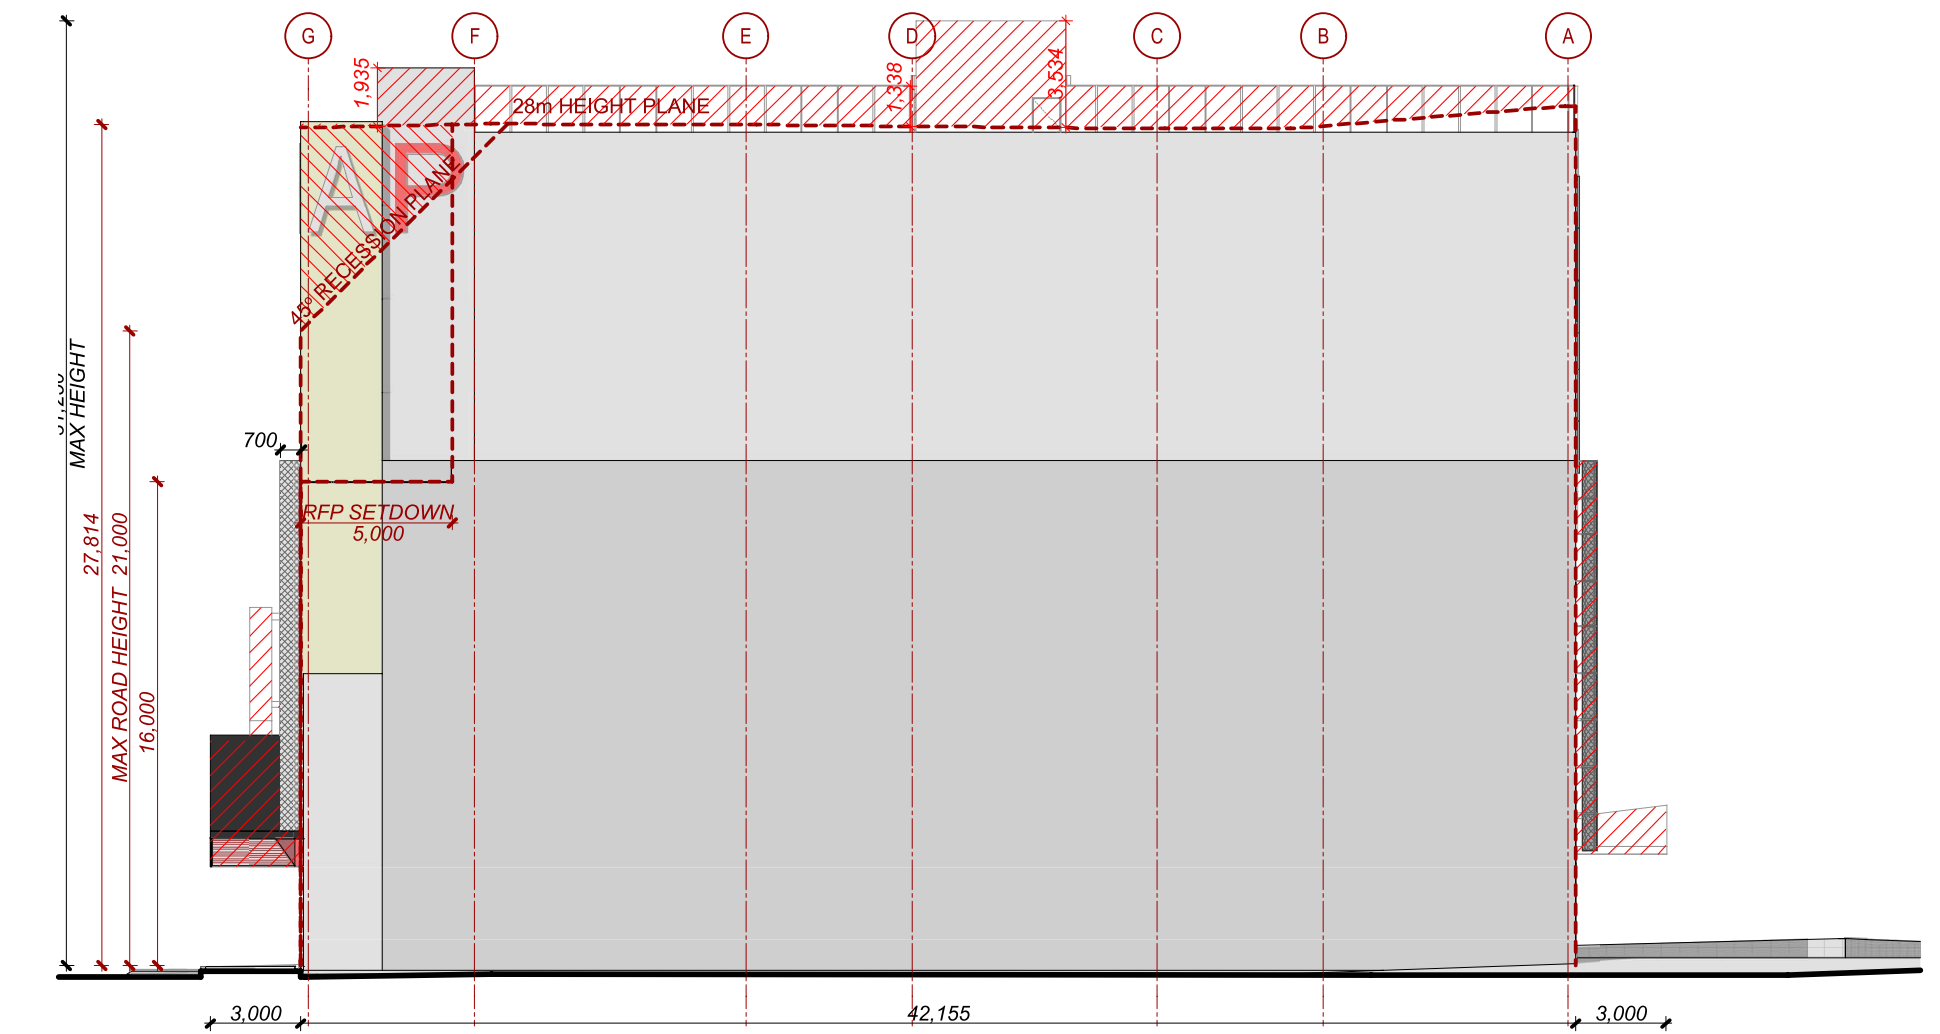 G
F
E
D
C
B
A
1,935
1,338
3,534
28m HEIGHT PLANE
AP
45° RECESSION PLANE
MAX HEIGHT
700
RFP SETDOWN
5,000
27,814
MAX ROAD HEIGHT 21,000
16,000
3,000
42,155
3,000